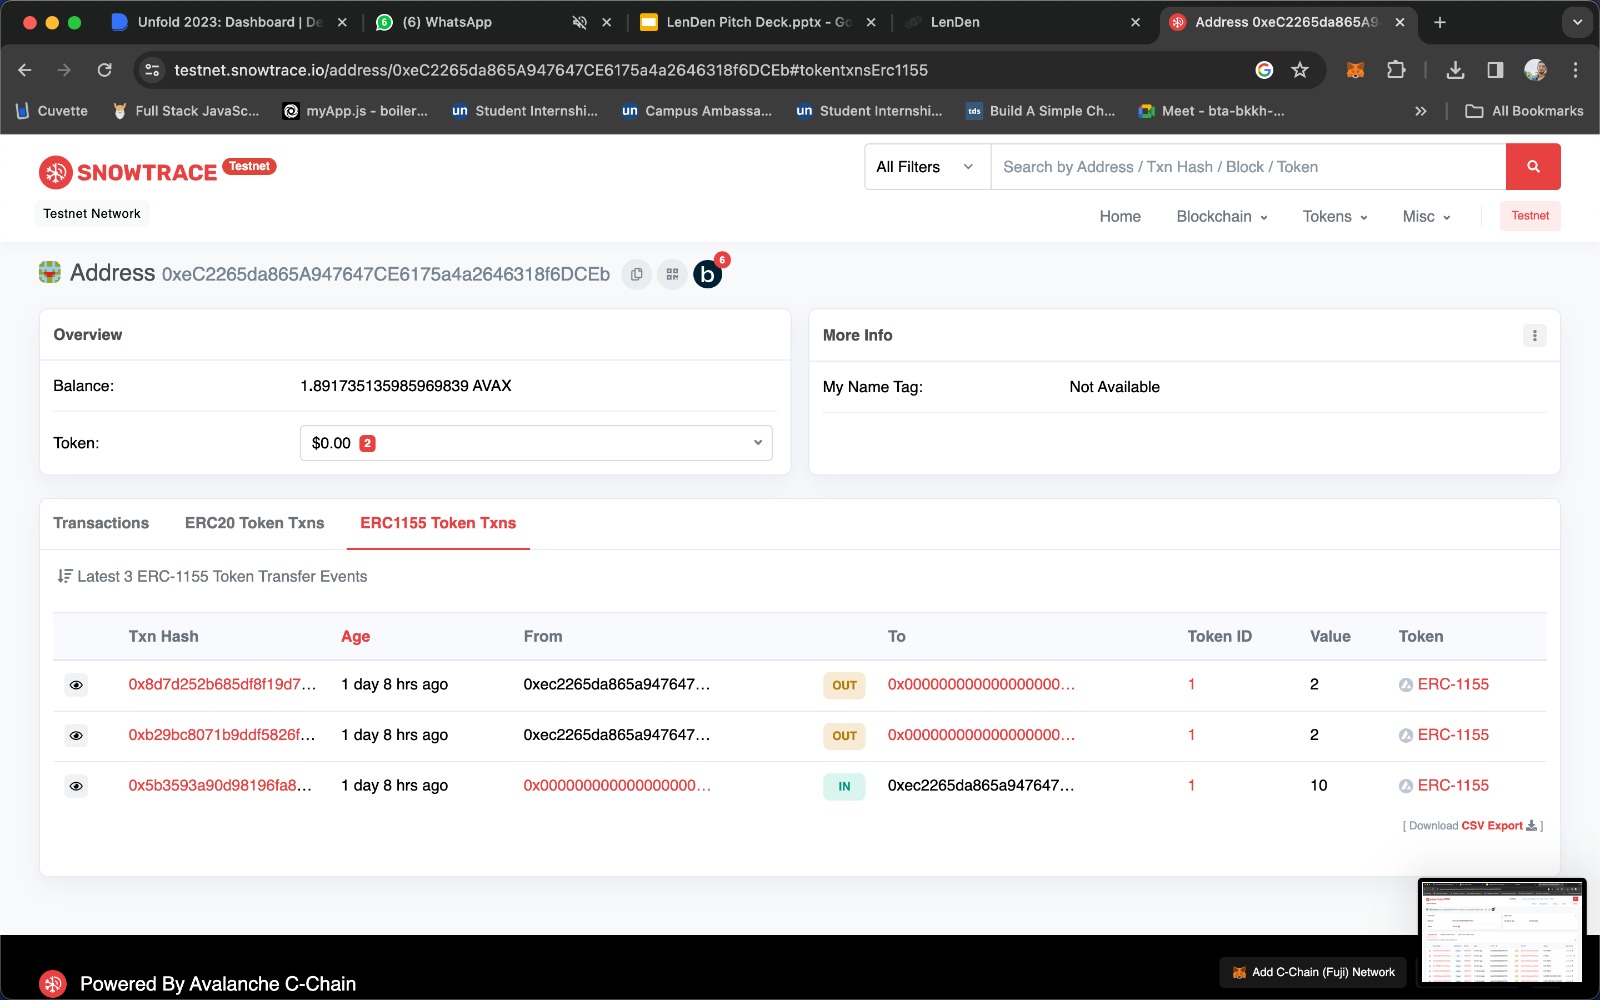 Unfold 2023: Dashboard | De
(6) WhatsApp
LenDen Pitch Deck.pptx - Go
LenDen
Address 0xeC2265da865A9
testnet.snowtrace.io/address/0xeC2265da865A947647CE6175a4a2646318f6DCEb#tokentxnsErc1155
Cuvette
Full Stack JavaSc...
myApp.js - boiler...
un Student Internshi...
un Campus Ambassa...
un Student Internshi...
tds Build A Simple Ch...
Meet - bta-bkkh-...
All Bookmarks
SNOWTRACE Testnet
All Filters
Search by Address / Txn Hash / Block / Token
Testnet Network
Home Blockchain Tokens Misc Testnet
Address 0xeC2265da865A947647CE6175a4a2646318f6DCEb b 6
Overview
Balance: 1.891735135985969839 AVAX
Token: $0.00 2
More Info
My Name Tag: Not Available
Transactions ERC20 Token Txns ERC1155 Token Txns
Latest 3 ERC-1155 Token Transfer Events
Txn Hash Age From To Token ID Value Token
0x8d7d252b685df8f19d7... 1 day 8 hrs ago 0xec2265da865a947647... OUT 0x000000000000000000... 1 2 ERC-1155
0xb29bc8071b9ddf5826f... 1 day 8 hrs ago 0xec2265da865a947647... OUT 0x000000000000000000... 1 2 ERC-1155
0x5b3593a90d98196fa8... 1 day 8 hrs ago 0x000000000000000000... IN 0xec2265da865a947647... 1 10 ERC-1155
[ Download CSV Export ]
Powered By Avalanche C-Chain
Add C-Chain (Fuji) Network